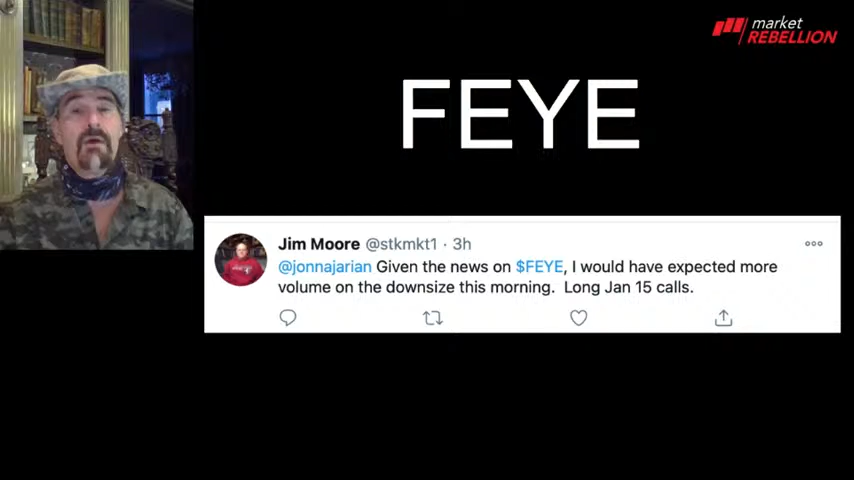 market
REBELLION
FEYE
Jim Moore @stkmkt1 · 3h
@jonnajarian Given the news on $FEYE, I would have expected more
volume on the downsize this morning. Long Jan 15 calls.